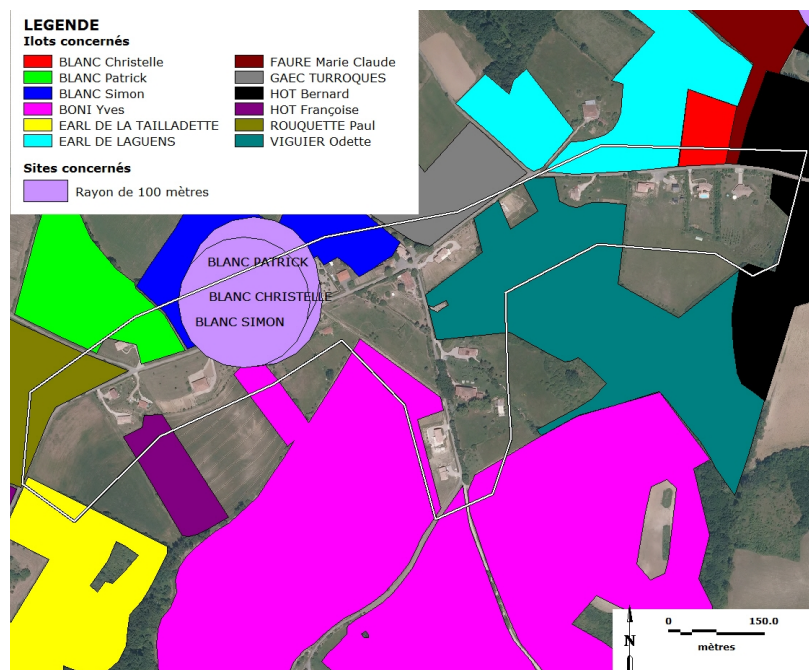 LEGENDE
Ilots concernés
BLANC Christelle
BLANC Patrick
BLANC Simon
BONI Yves
EARL DE LA TAILLADETTE
EARL DE LAGUENS
FAURE Marie Claude
GAEC TURROQUES
HOT Bernard
HOT Françoise
ROUQUETTE Paul
VIGUIER Odette
Sites concernés
Rayon de 100 mètres
BLANC PATRICK
BLANC CHRISTELLE
BLANC SIMON
N
0 150.0
mètres